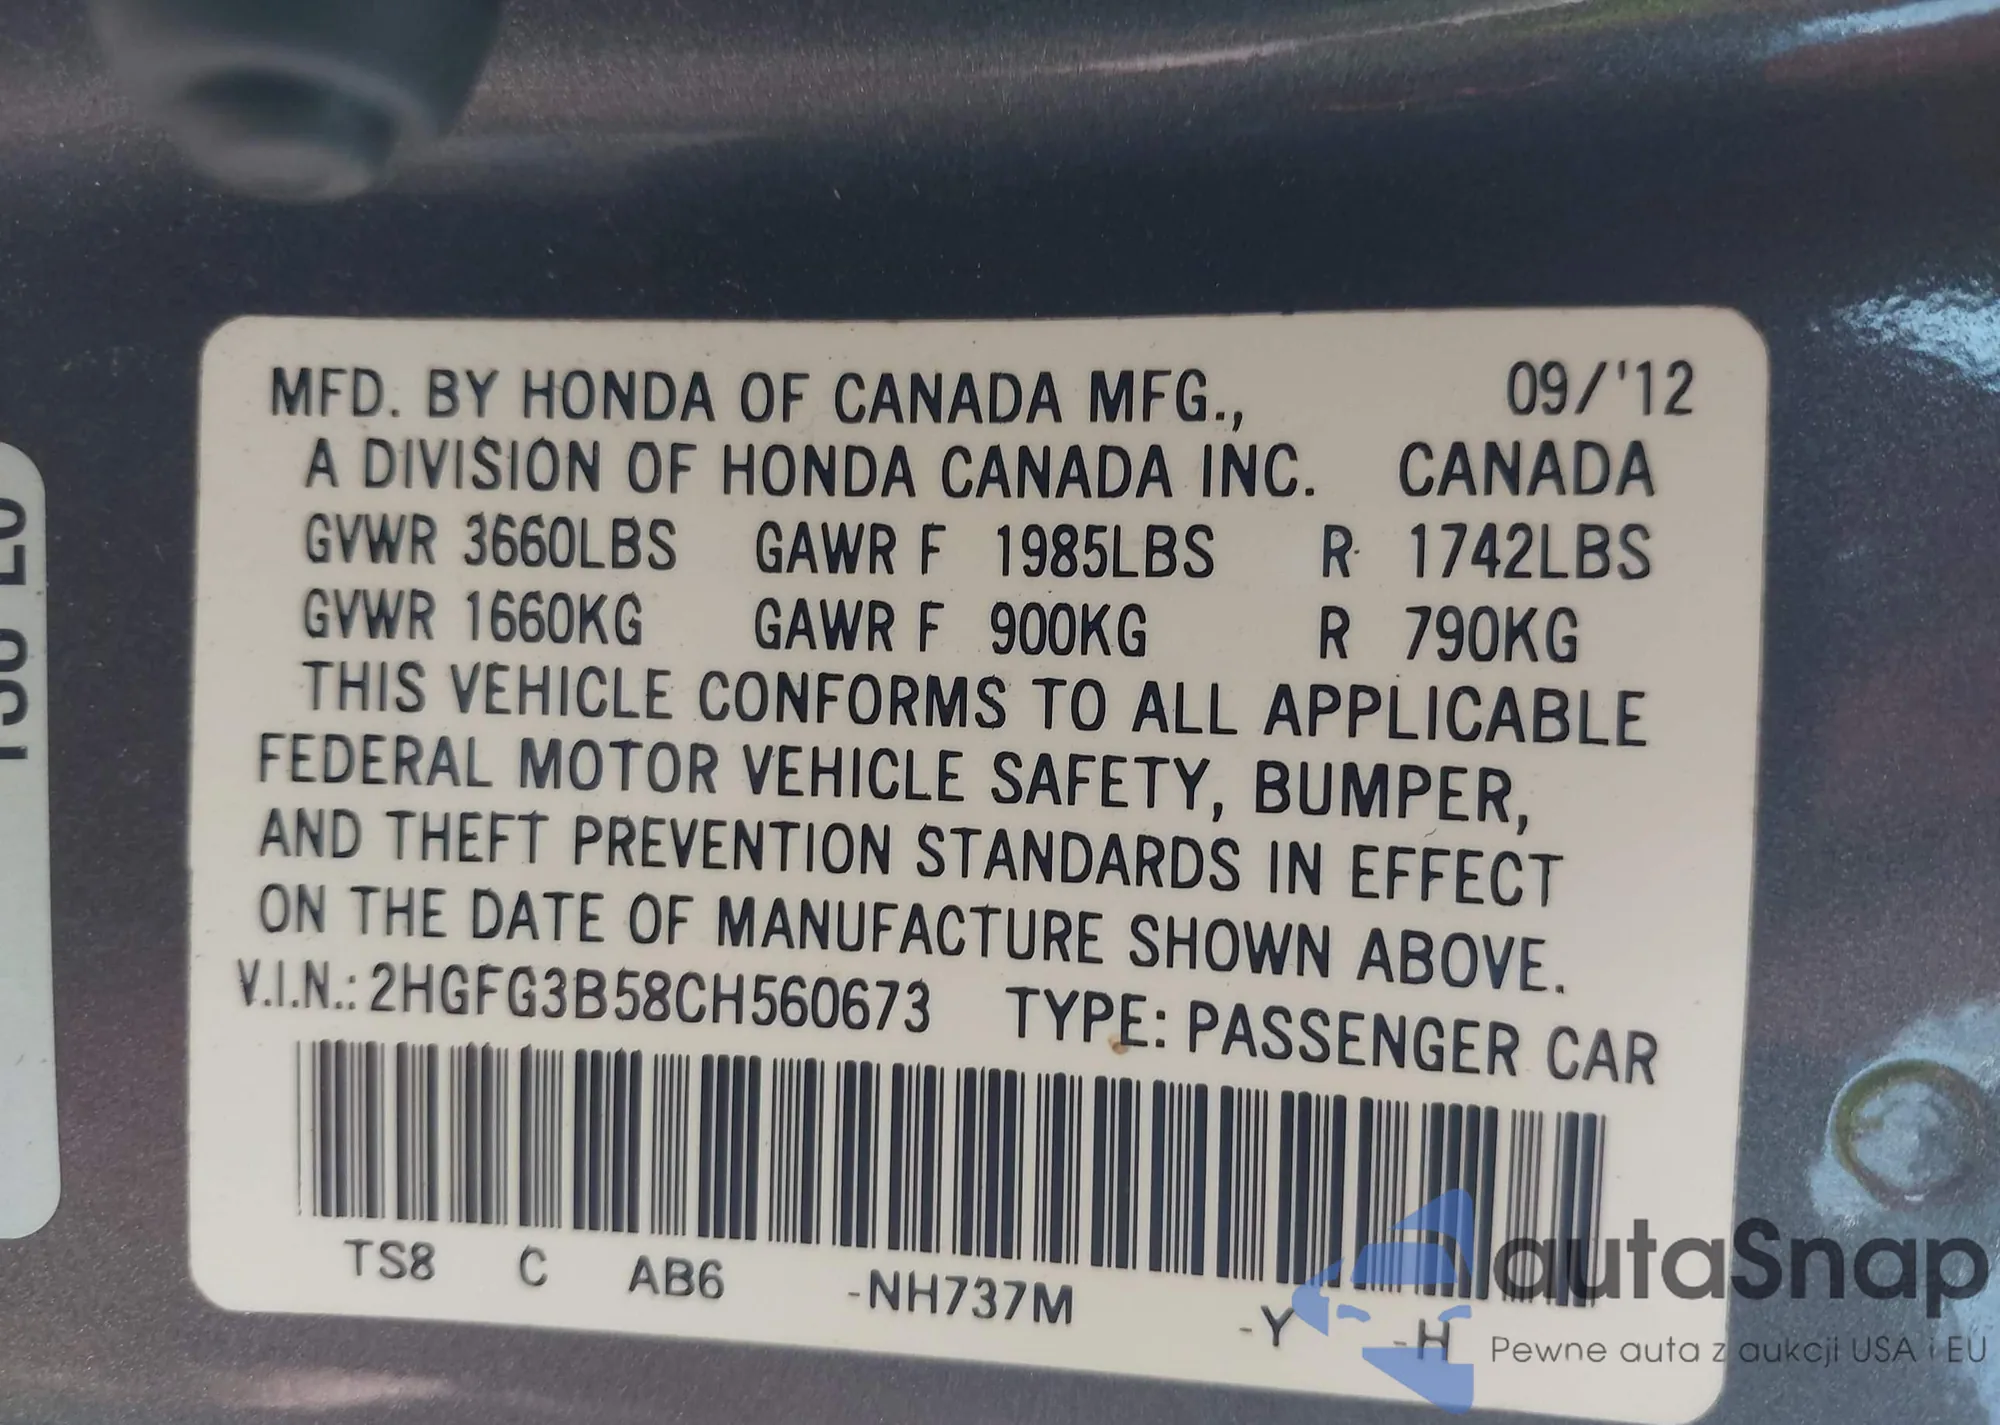 MFD. BY HONDA OF CANADA MFG., 09/'12
A DIVISION OF HONDA CANADA INC. CANADA
GVWR 3660LBS GAWR F 1985LBS R 1742LBS
GVWR 1660KG GAWR F 900KG R 790KG
THIS VEHICLE CONFORMS TO ALL APPLICABLE
FEDERAL MOTOR VEHICLE SAFETY, BUMPER,
AND THEFT PREVENTION STANDARDS IN EFFECT
ON THE DATE OF MANUFACTURE SHOWN ABOVE.
V.I.N.: 2HGFG3B58CH560673 TYPE: PASSENGER CAR
TS8 C AB6 -NH737M -Y -H
autaSnap
Pewne auta z aukcji USA i EU